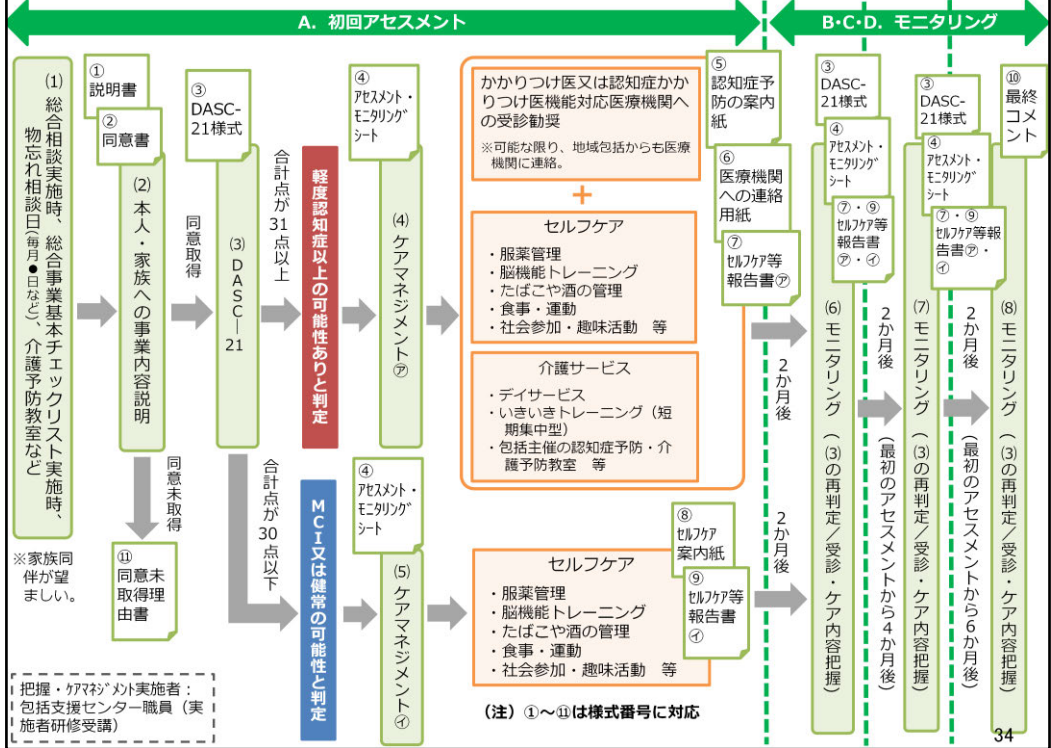 A. 初回アセスメント
B・C・D. モニタリング
(1) 総合相談実施時、総合事業基本チェックリスト実施時、
物忘れ相談日(毎月●日など)、介護予防教室など
※家族同
伴が望
ましい。
①
説明書
②
同意書
(2) 本人・家族への事業内容説明
同意取得
同意未取得
⑪
同意未
取得理
由書
③
DASC-
21様式
(3) DASC―
21
合計点が
31点以上
合計点が
30点以下
軽度認知症以上の可能性ありと判定
MCI又は健常の可能性と判定
④
アセスメント・
モニタリング
シート
(4) ケアマネジメント㋐
④
アセスメント・
モニタリング
シート
(5) ケアマネジメント㋑
かかりつけ医又は認知症かか
りつけ医機能対応医療機関へ
の受診勧奨
※可能な限り、地域包括からも医療
機関に連絡。
+
セルフケア
・服薬管理
・脳機能トレーニング
・たばこや酒の管理
・食事・運動
・社会参加・趣味活動 等
介護サービス
・デイサービス
・いきいきトレーニング(短
期集中型)
・包括主催の認知症予防・介
護予防教室 等
セルフケア
・服薬管理
・脳機能トレーニング
・たばこや酒の管理
・食事・運動
・社会参加・趣味活動 等
⑤
認知症予
防の案内
紙
⑥
医療機関
への連絡
用紙
⑦
セルフケア等
報告書㋐
⑧
セルフケア
案内紙
⑨
セルフケア等
報告書
㋑
2か月後
2か月後
③
DASC-
21様式
④
アセスメント・
モニタリング
シート
⑦・⑨
セルフケア等
報告書
㋐・㋑
(6) モニタリング ((3)の再判定/受診・ケア内容把握)
2か月後
(最初のアセスメントから4か月後)
③
DASC-
21様式
④
アセスメント・
モニタリング
シート
⑦・⑨
セルフケア等報
告書㋐・
㋑
(7) モニタリング ((3)の再判定/受診・ケア内容把握)
2か月後
(最初のアセスメントから6か月後)
⑩
最終
コメ
ント
(8) モニタリング ((3)の再判定/受診・ケア内容把握)
把握・ケアマネジメント実施者:
包括支援センター職員(実
施者研修受講)
(注)①~⑪は様式番号に対応
34